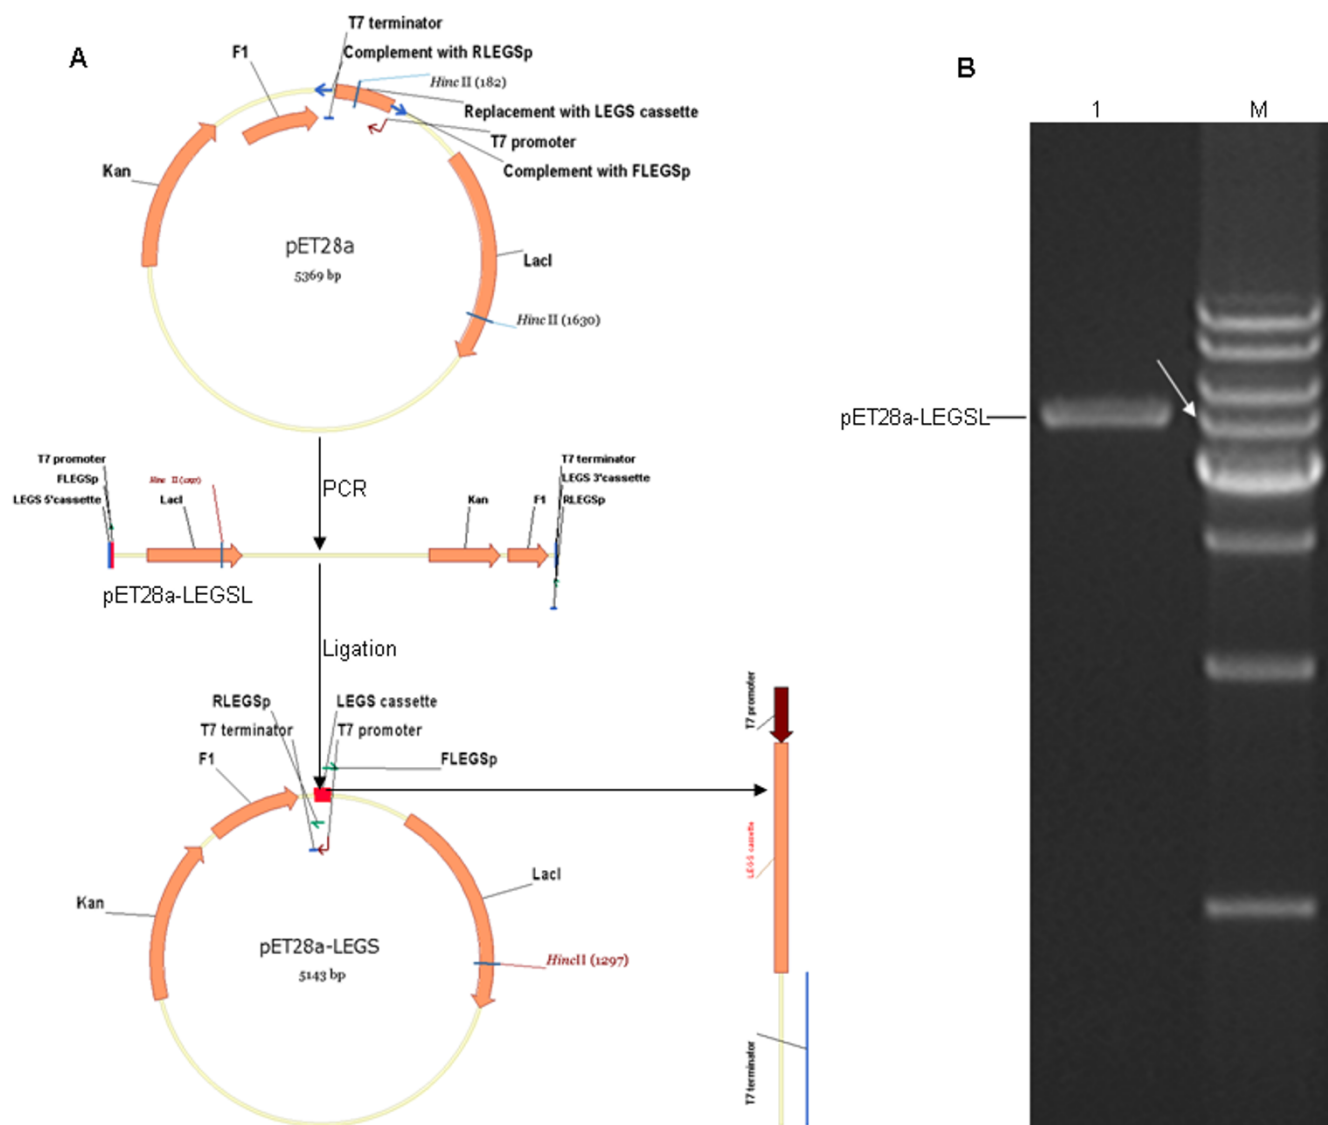 A
T7 terminator
F1
Complement with RLEGSp
Hinc II (182)
Replacement with LEGS cassette
T7 promoter
Complement with FLEGSp
Kan
pET28a
5369 bp
LacI
Hinc II (1630)
PCR
T7 promoter
FLEGSp
LEGS 5'cassette
LacI
Hinc II (1297)
Kan
F1
T7 terminator
LEGS 3'cassette
RLEGSp
pET28a-LEGSL
Ligation
RLEGSp
LEGS cassette
T7 terminator
T7 promoter
F1
FLEGSp
Kan
LacI
pET28a-LEGS
5143 bp
HincII (1297)
T7 promoter
LEGS cassette
T7 terminator
B
1
M
pET28a-LEGSL